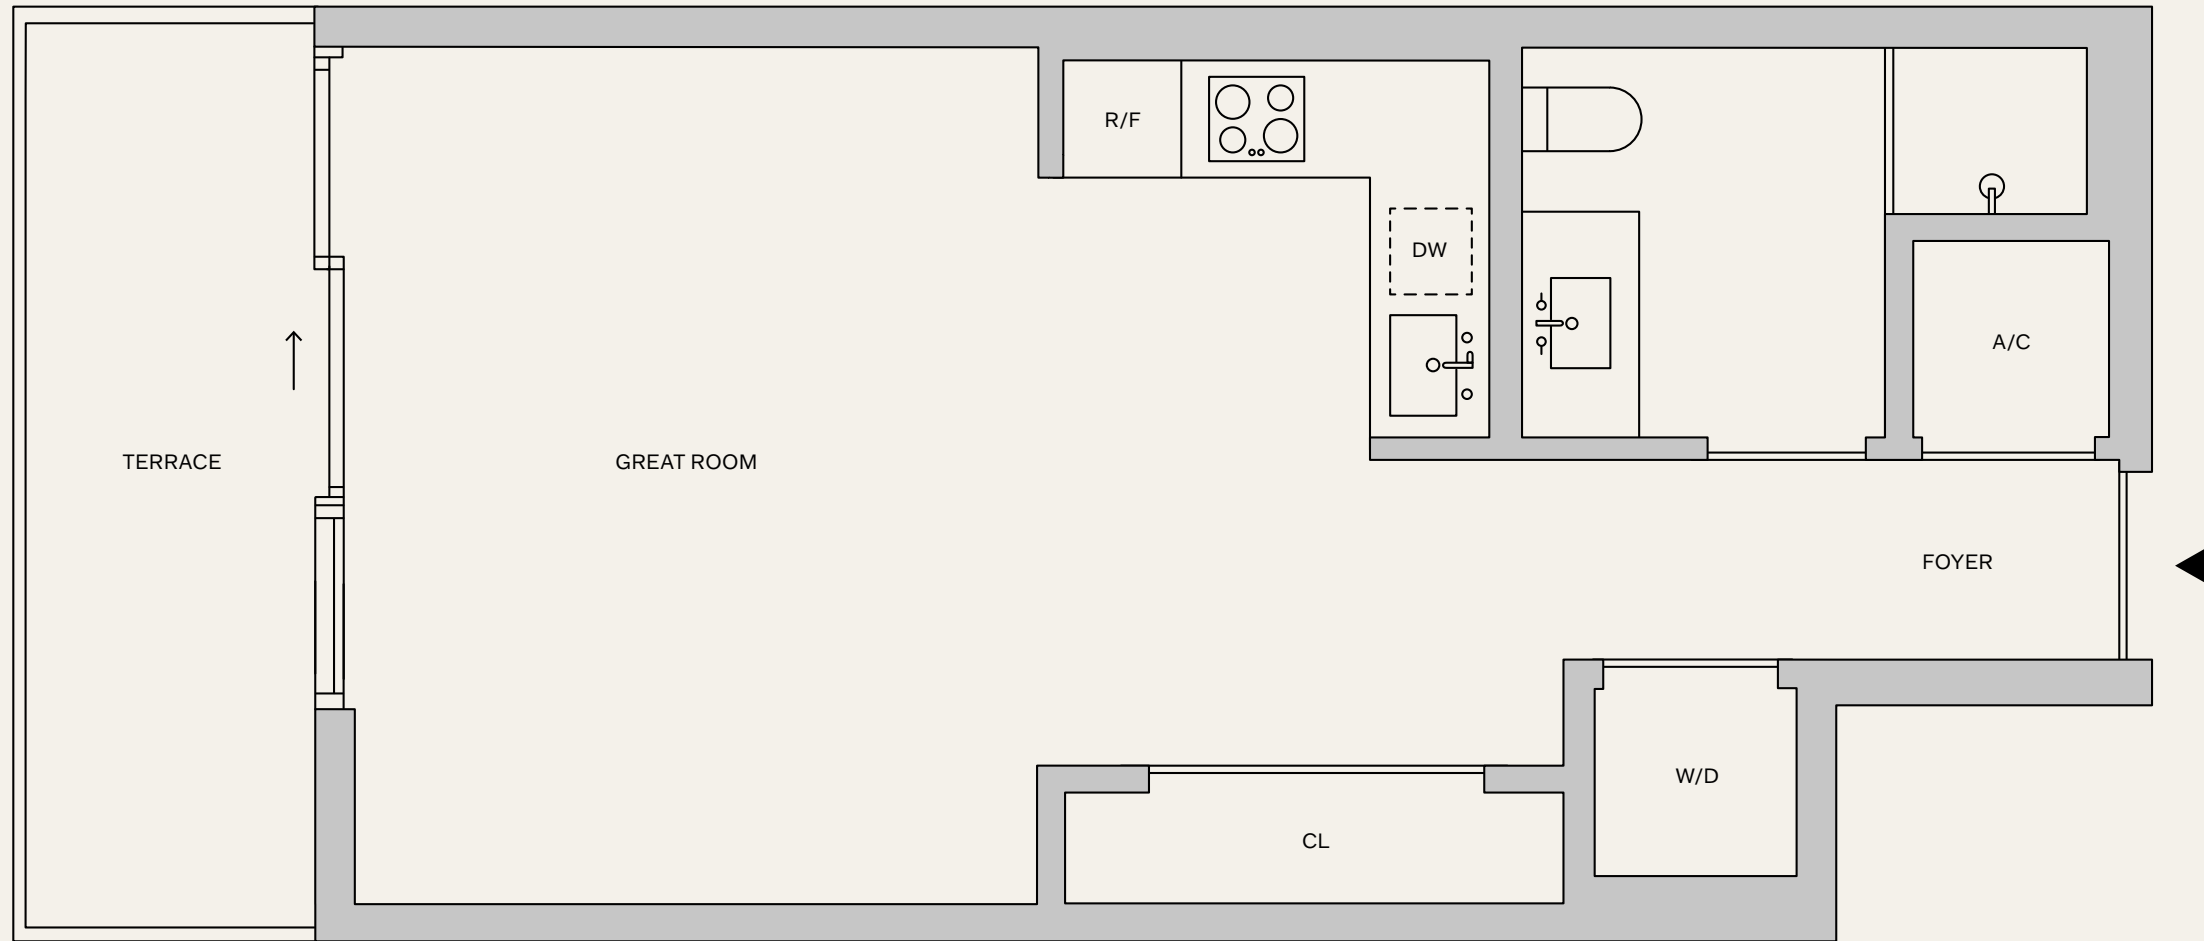 R/F
DW
A/C
TERRACE
GREAT ROOM
FOYER
W/D
CL